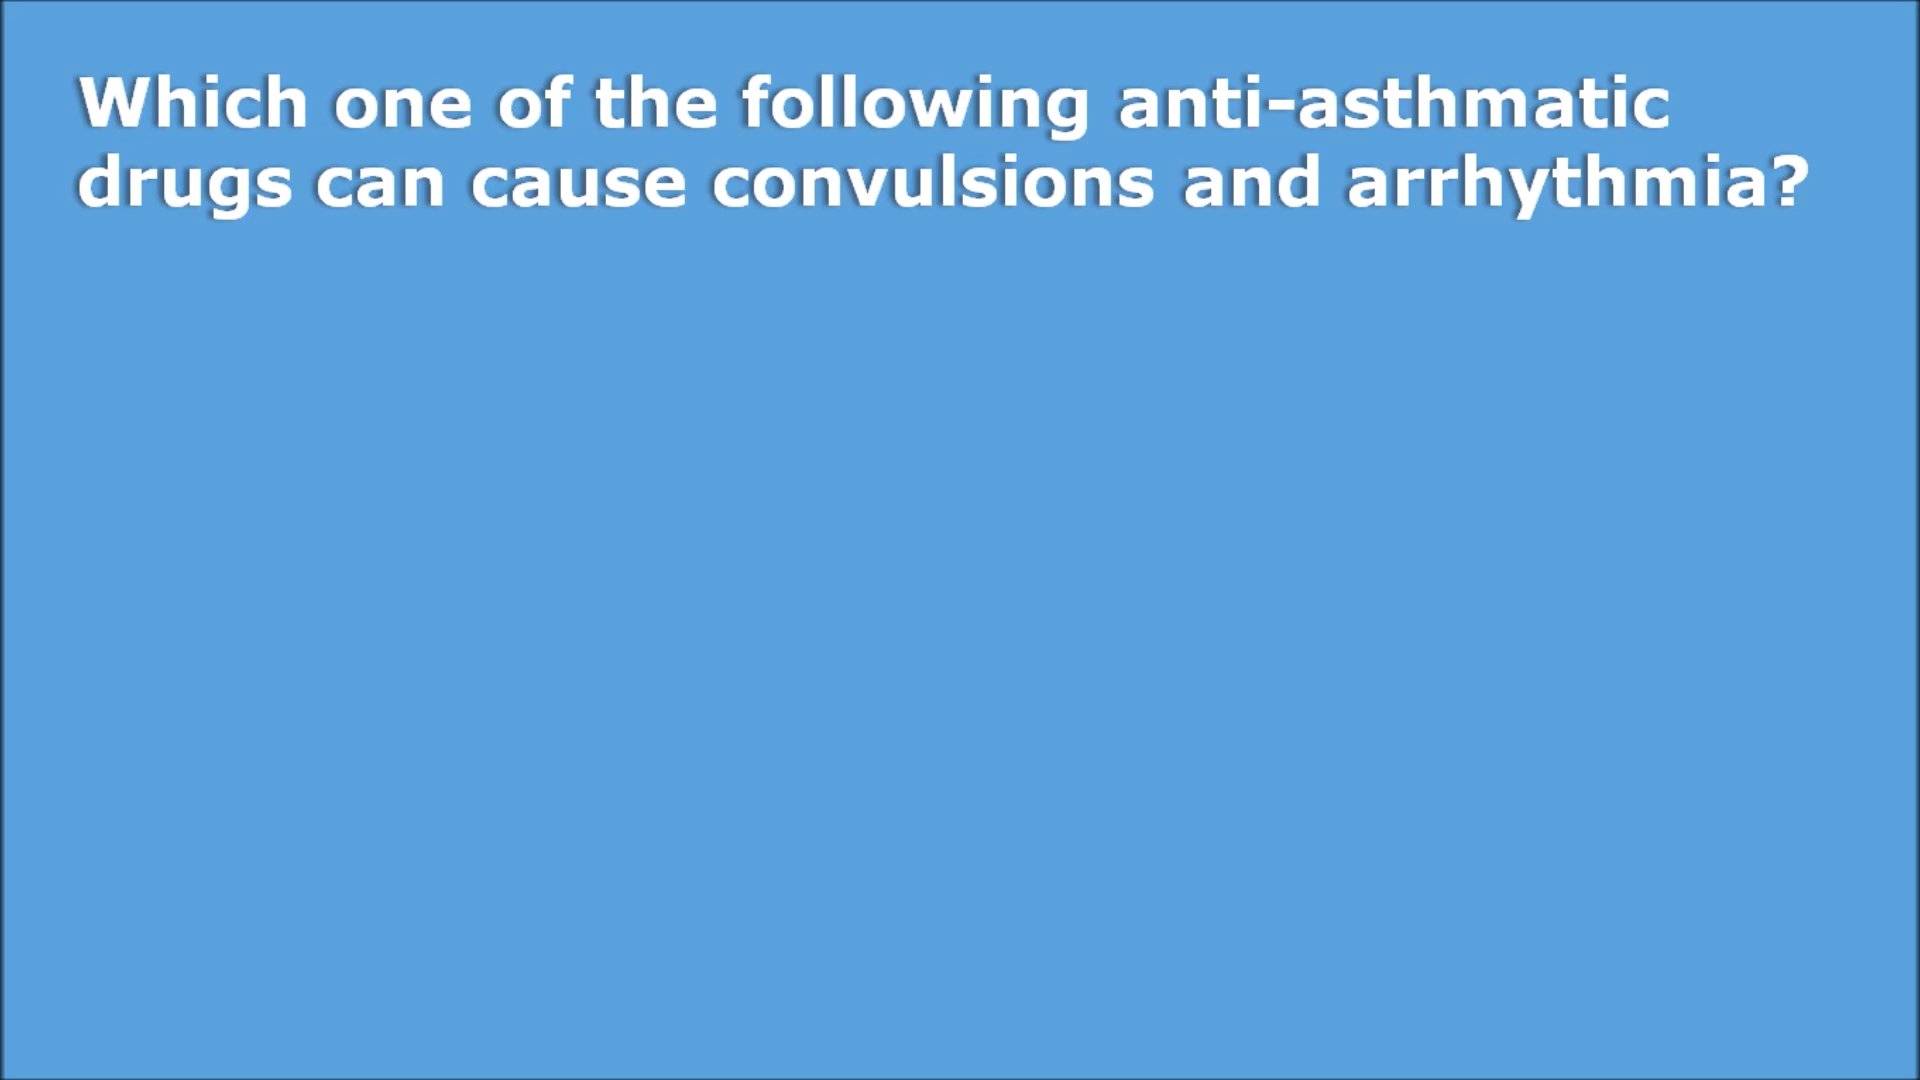 Which one of the following anti-asthmatic
drugs can cause convulsions and arrhythmia?